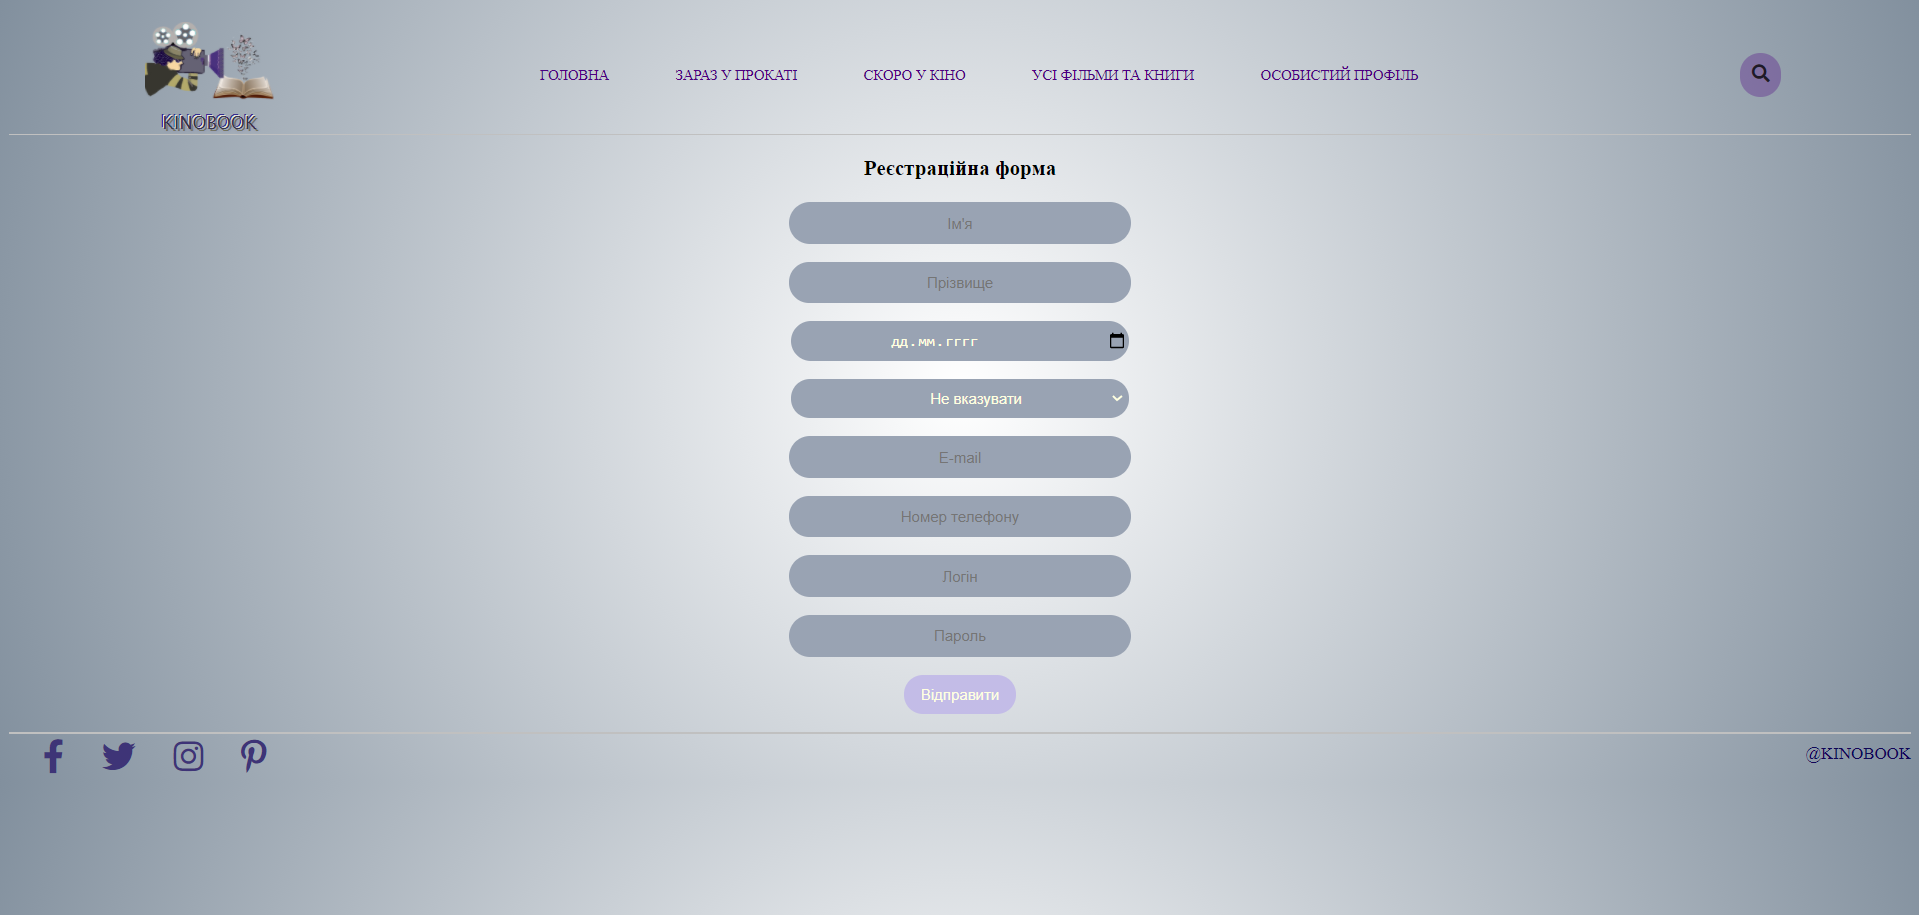 KINOBOOK
ГОЛОВНА ЗАРАЗ У ПРОКАТІ СКОРО У КІНО УСІ ФІЛЬМИ ТА КНИГИ ОСОБИСТИЙ ПРОФІЛЬ
Реєстраційна форма
Ім'я
Прізвище
дд.мм.гггг
Не вказувати
E-mail
Номер телефону
Логін
Пароль
Відправити
@KINOBOOK